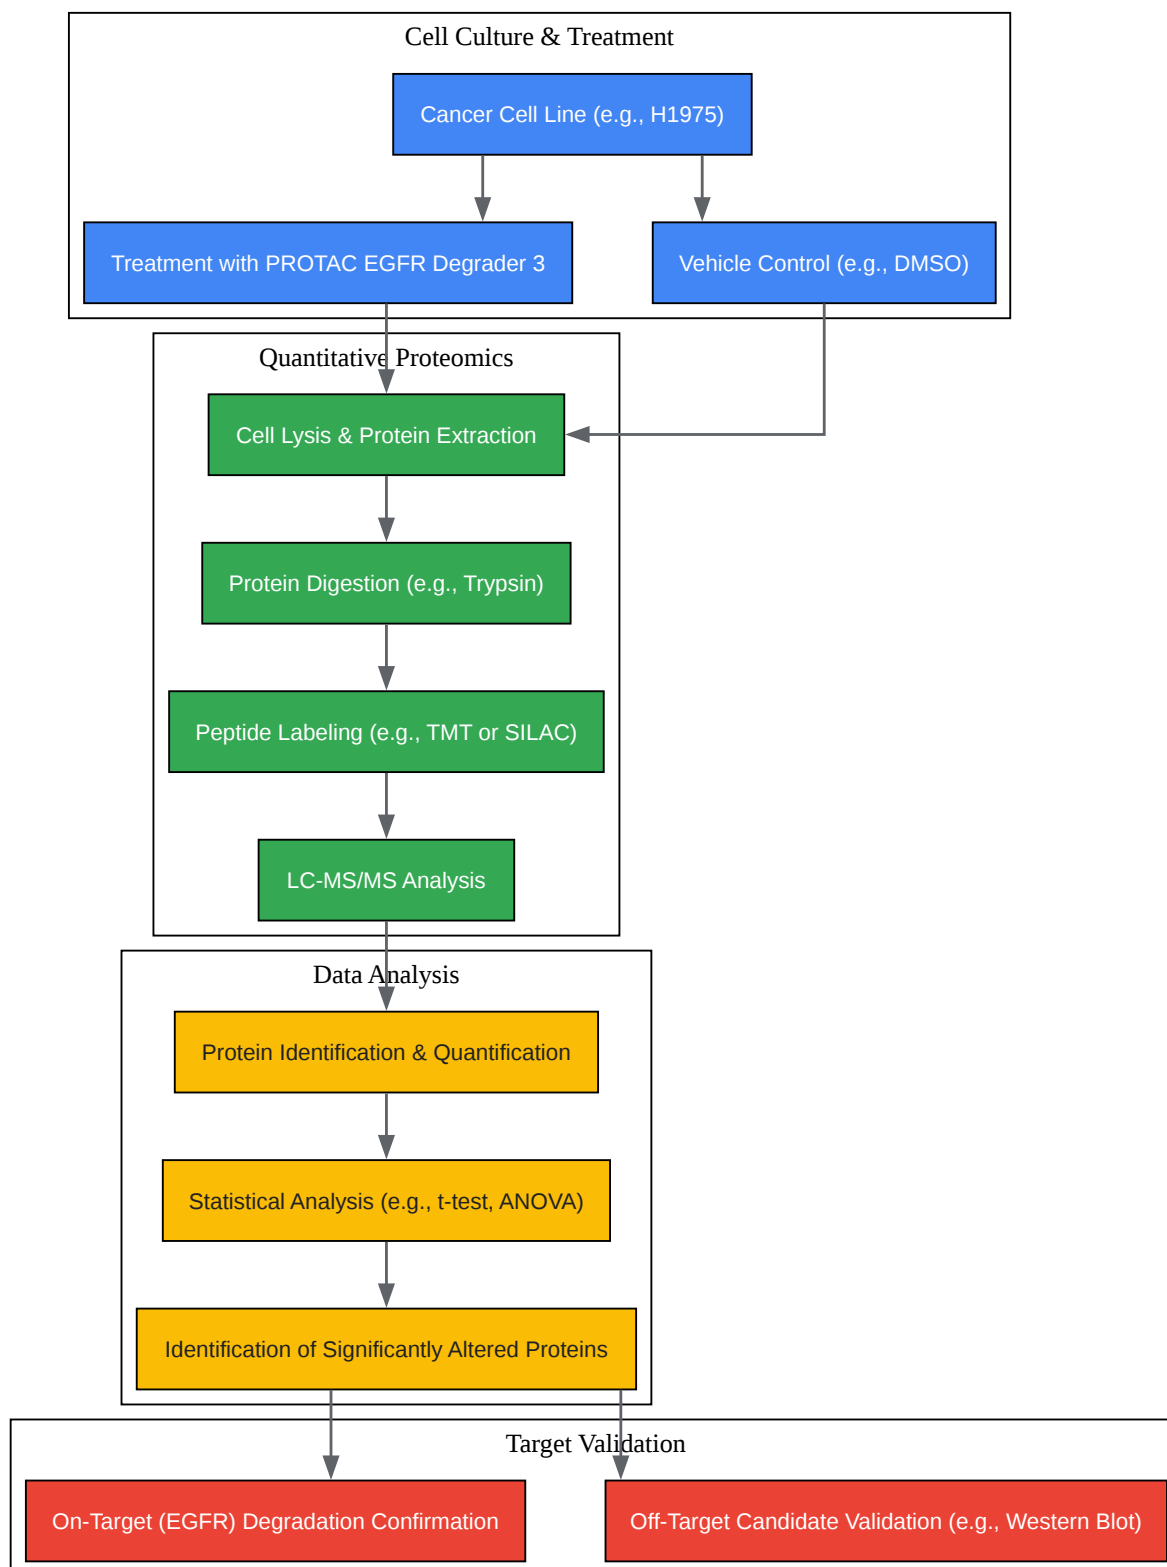 Cell Culture & Treatment
Cancer Cell Line (e.g., H1975)
Treatment with PROTAC EGFR Degrader 3
Vehicle Control (e.g., DMSO)
Quantitative Proteomics
Cell Lysis & Protein Extraction
Protein Digestion (e.g., Trypsin)
Peptide Labeling (e.g., TMT or SILAC)
LC-MS/MS Analysis
Data Analysis
Protein Identification & Quantification
Statistical Analysis (e.g., t-test, ANOVA)
Identification of Significantly Altered Proteins
Target Validation
On-Target (EGFR) Degradation Confirmation
Off-Target Candidate Validation (e.g., Western Blot)